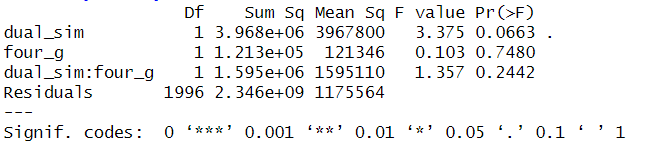 Df Sum Sq Mean Sq F value Pr(>F)
dual_sim 1 3.968e+06 3967800 3.375 0.0663 .
four_g 1 1.213e+05 121346 0.103 0.7480
dual_sim:four_g 1 1.595e+06 1595110 1.357 0.2442
Residuals 1996 2.346e+09 1175564
---
Signif. codes: 0 ‘***’ 0.001 ‘**’ 0.01 ‘*’ 0.05 ‘.’ 0.1 ‘ ’ 1